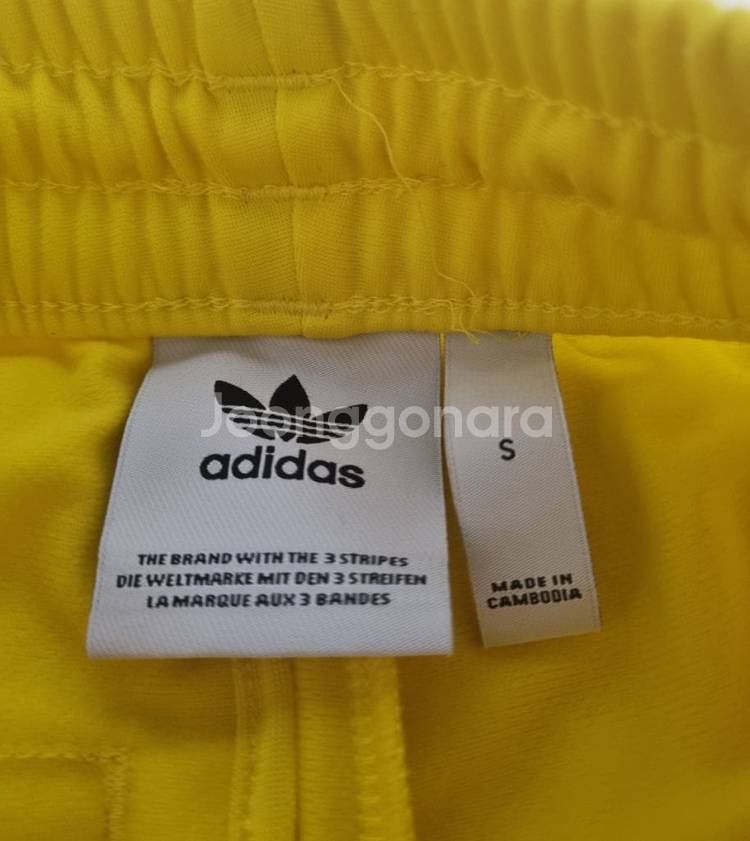 Joonggonara
adidas
S
THE BRAND WITH THE 3 STRIPES
DIE WELTMARKE MIT DEN 3 STREIFEN
LA MARQUE AUX 3 BANDES
MADE IN
CAMBODIA